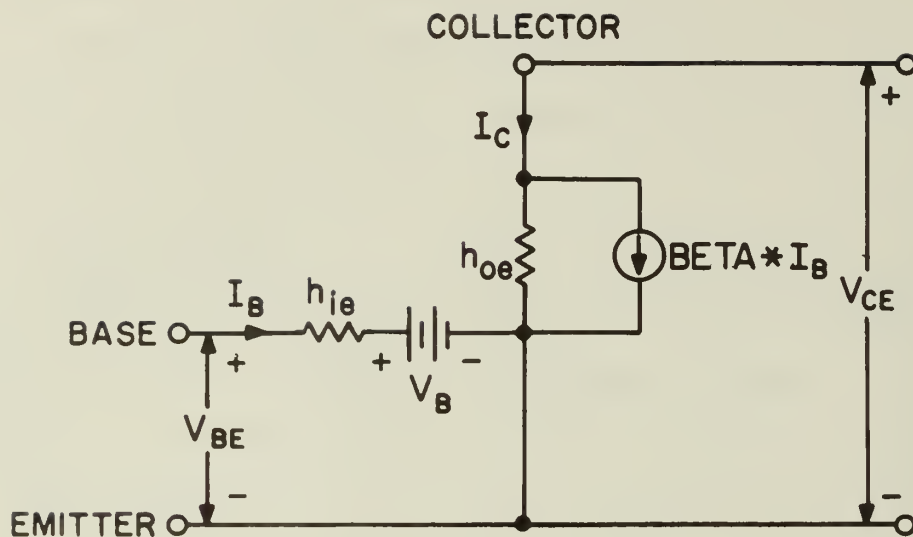 COLLECTOR
+
I_C
h_oe
BETA * I_B
V_CE
I_B
h_ie
BASE
+
+
-
V_B
V_BE
-
-
EMITTER